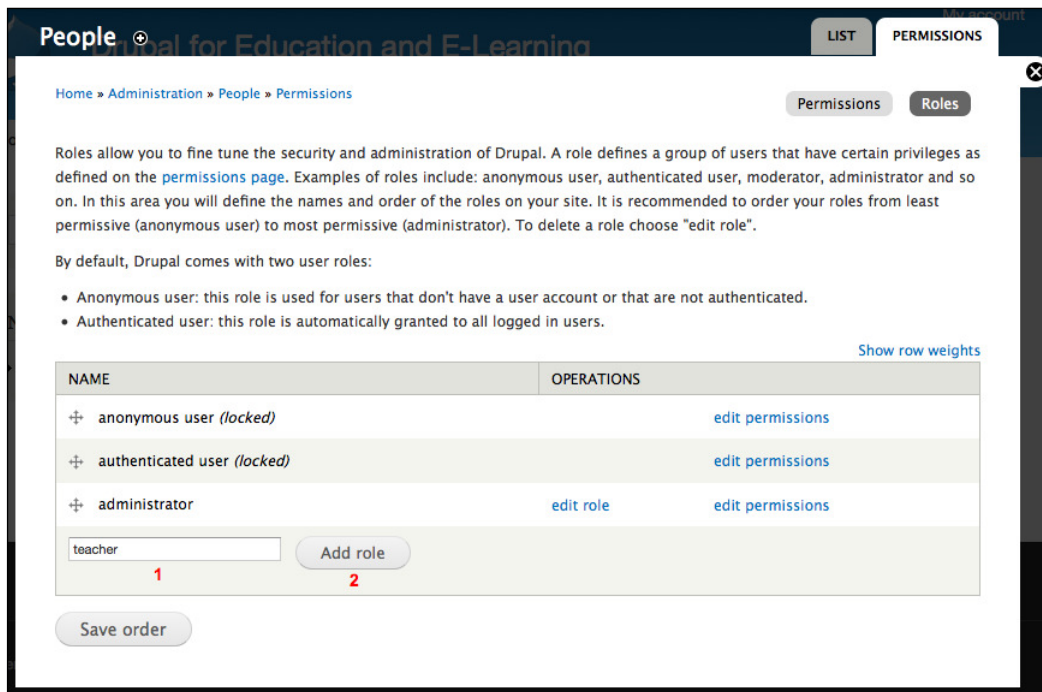 My account
People
Drupal for Education and E-Learning
LIST
PERMISSIONS
Home » Administration » People » Permissions
Permissions
Roles
Roles allow you to fine tune the security and administration of Drupal. A role defines a group of users that have certain privileges as
defined on the permissions page. Examples of roles include: anonymous user, authenticated user, moderator, administrator and so
on. In this area you will define the names and order of the roles on your site. It is recommended to order your roles from least
permissive (anonymous user) to most permissive (administrator). To delete a role choose "edit role".
By default, Drupal comes with two user roles:
• Anonymous user: this role is used for users that don't have a user account or that are not authenticated.
• Authenticated user: this role is automatically granted to all logged in users.
Show row weights
NAME OPERATIONS
anonymous user (locked) edit permissions
authenticated user (locked) edit permissions
administrator edit role edit permissions
teacher Add role
1 2
Save order